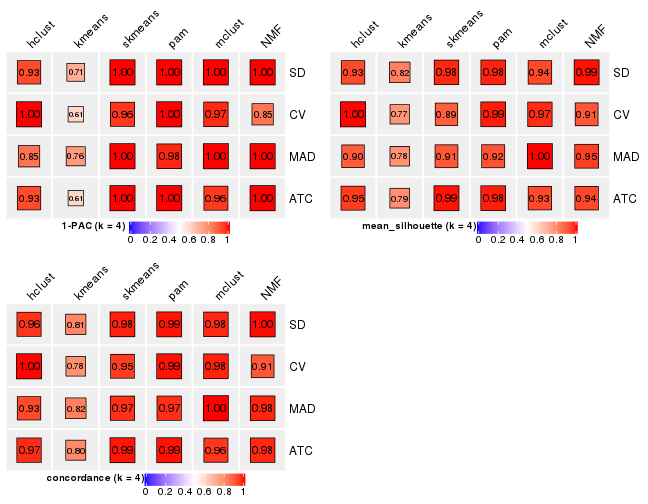 hclust kmeans skmeans pam mclust NMF
0.93 0.71 1.00 1.00 1.00 1.00 SD
1.00 0.61 0.96 1.00 0.97 0.85 CV
0.85 0.76 1.00 0.98 1.00 1.00 MAD
0.93 0.61 1.00 1.00 0.96 1.00 ATC
1-PAC (k = 4)
0 0.2 0.4 0.6 0.8 1
hclust kmeans skmeans pam mclust NMF
0.93 0.82 0.98 0.98 0.94 0.99 SD
1.00 0.77 0.89 0.99 0.97 0.91 CV
0.90 0.78 0.91 0.92 1.00 0.95 MAD
0.95 0.79 0.99 0.98 0.93 0.94 ATC
mean_silhouette (k = 4)
0 0.2 0.4 0.6 0.8 1
hclust kmeans skmeans pam mclust NMF
0.96 0.81 0.98 0.99 0.98 1.00 SD
1.00 0.78 0.95 0.99 0.98 0.91 CV
0.93 0.82 0.97 0.97 1.00 0.98 MAD
0.97 0.80 0.99 0.99 0.96 0.98 ATC
concordance (k = 4)
0 0.2 0.4 0.6 0.8 1